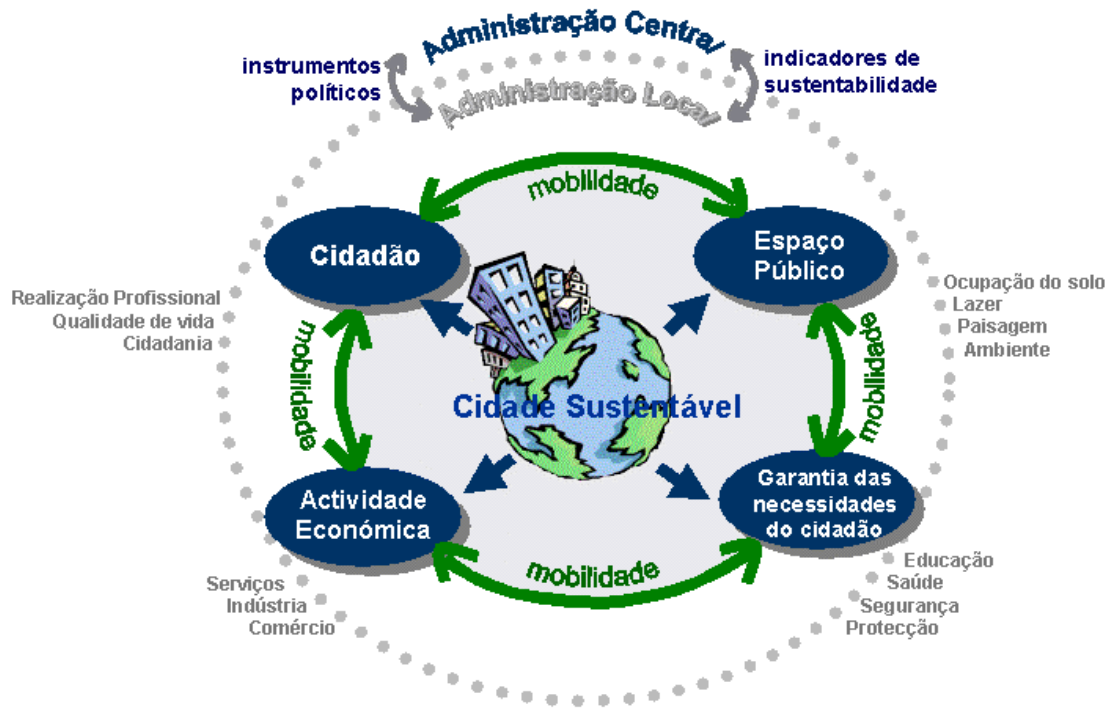 Administração Central
instrumentos
políticos
indicadores de
sustentabilidade
Administração Local
mobilidade
Cidadão
Espaço
Público
Realização Profissional
Qualidade de vida
Cidadania
Ocupação do solo
Lazer
Paisagem
Ambiente
mobilidade
mobilidade
Cidade Sustentável
Actividade
Económica
Garantia das
necessidades
do cidadão
mobilidade
Serviços
Indústria
Comércio
Educação
Saúde
Segurança
Protecção